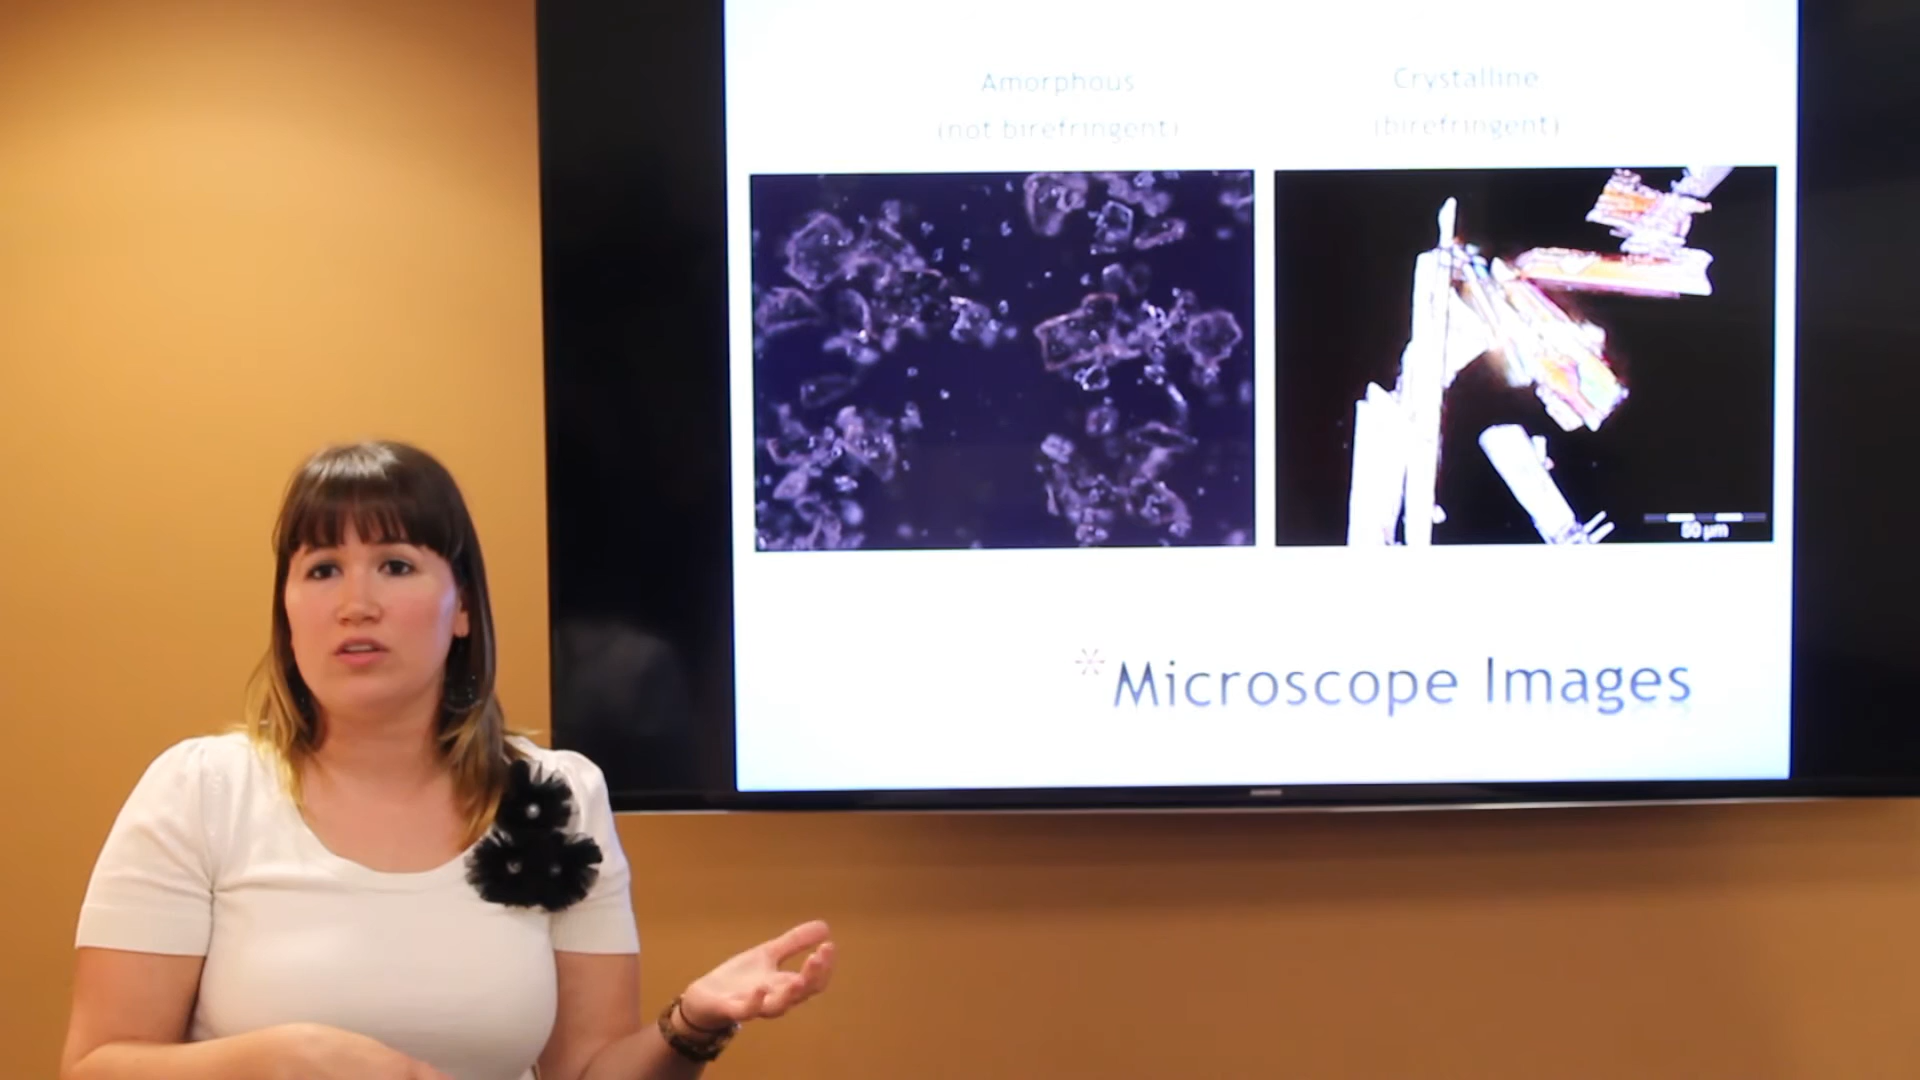 Amorphous
(not birefringent)
Crystalline
(birefringent)
50 µm
*Microscope Images